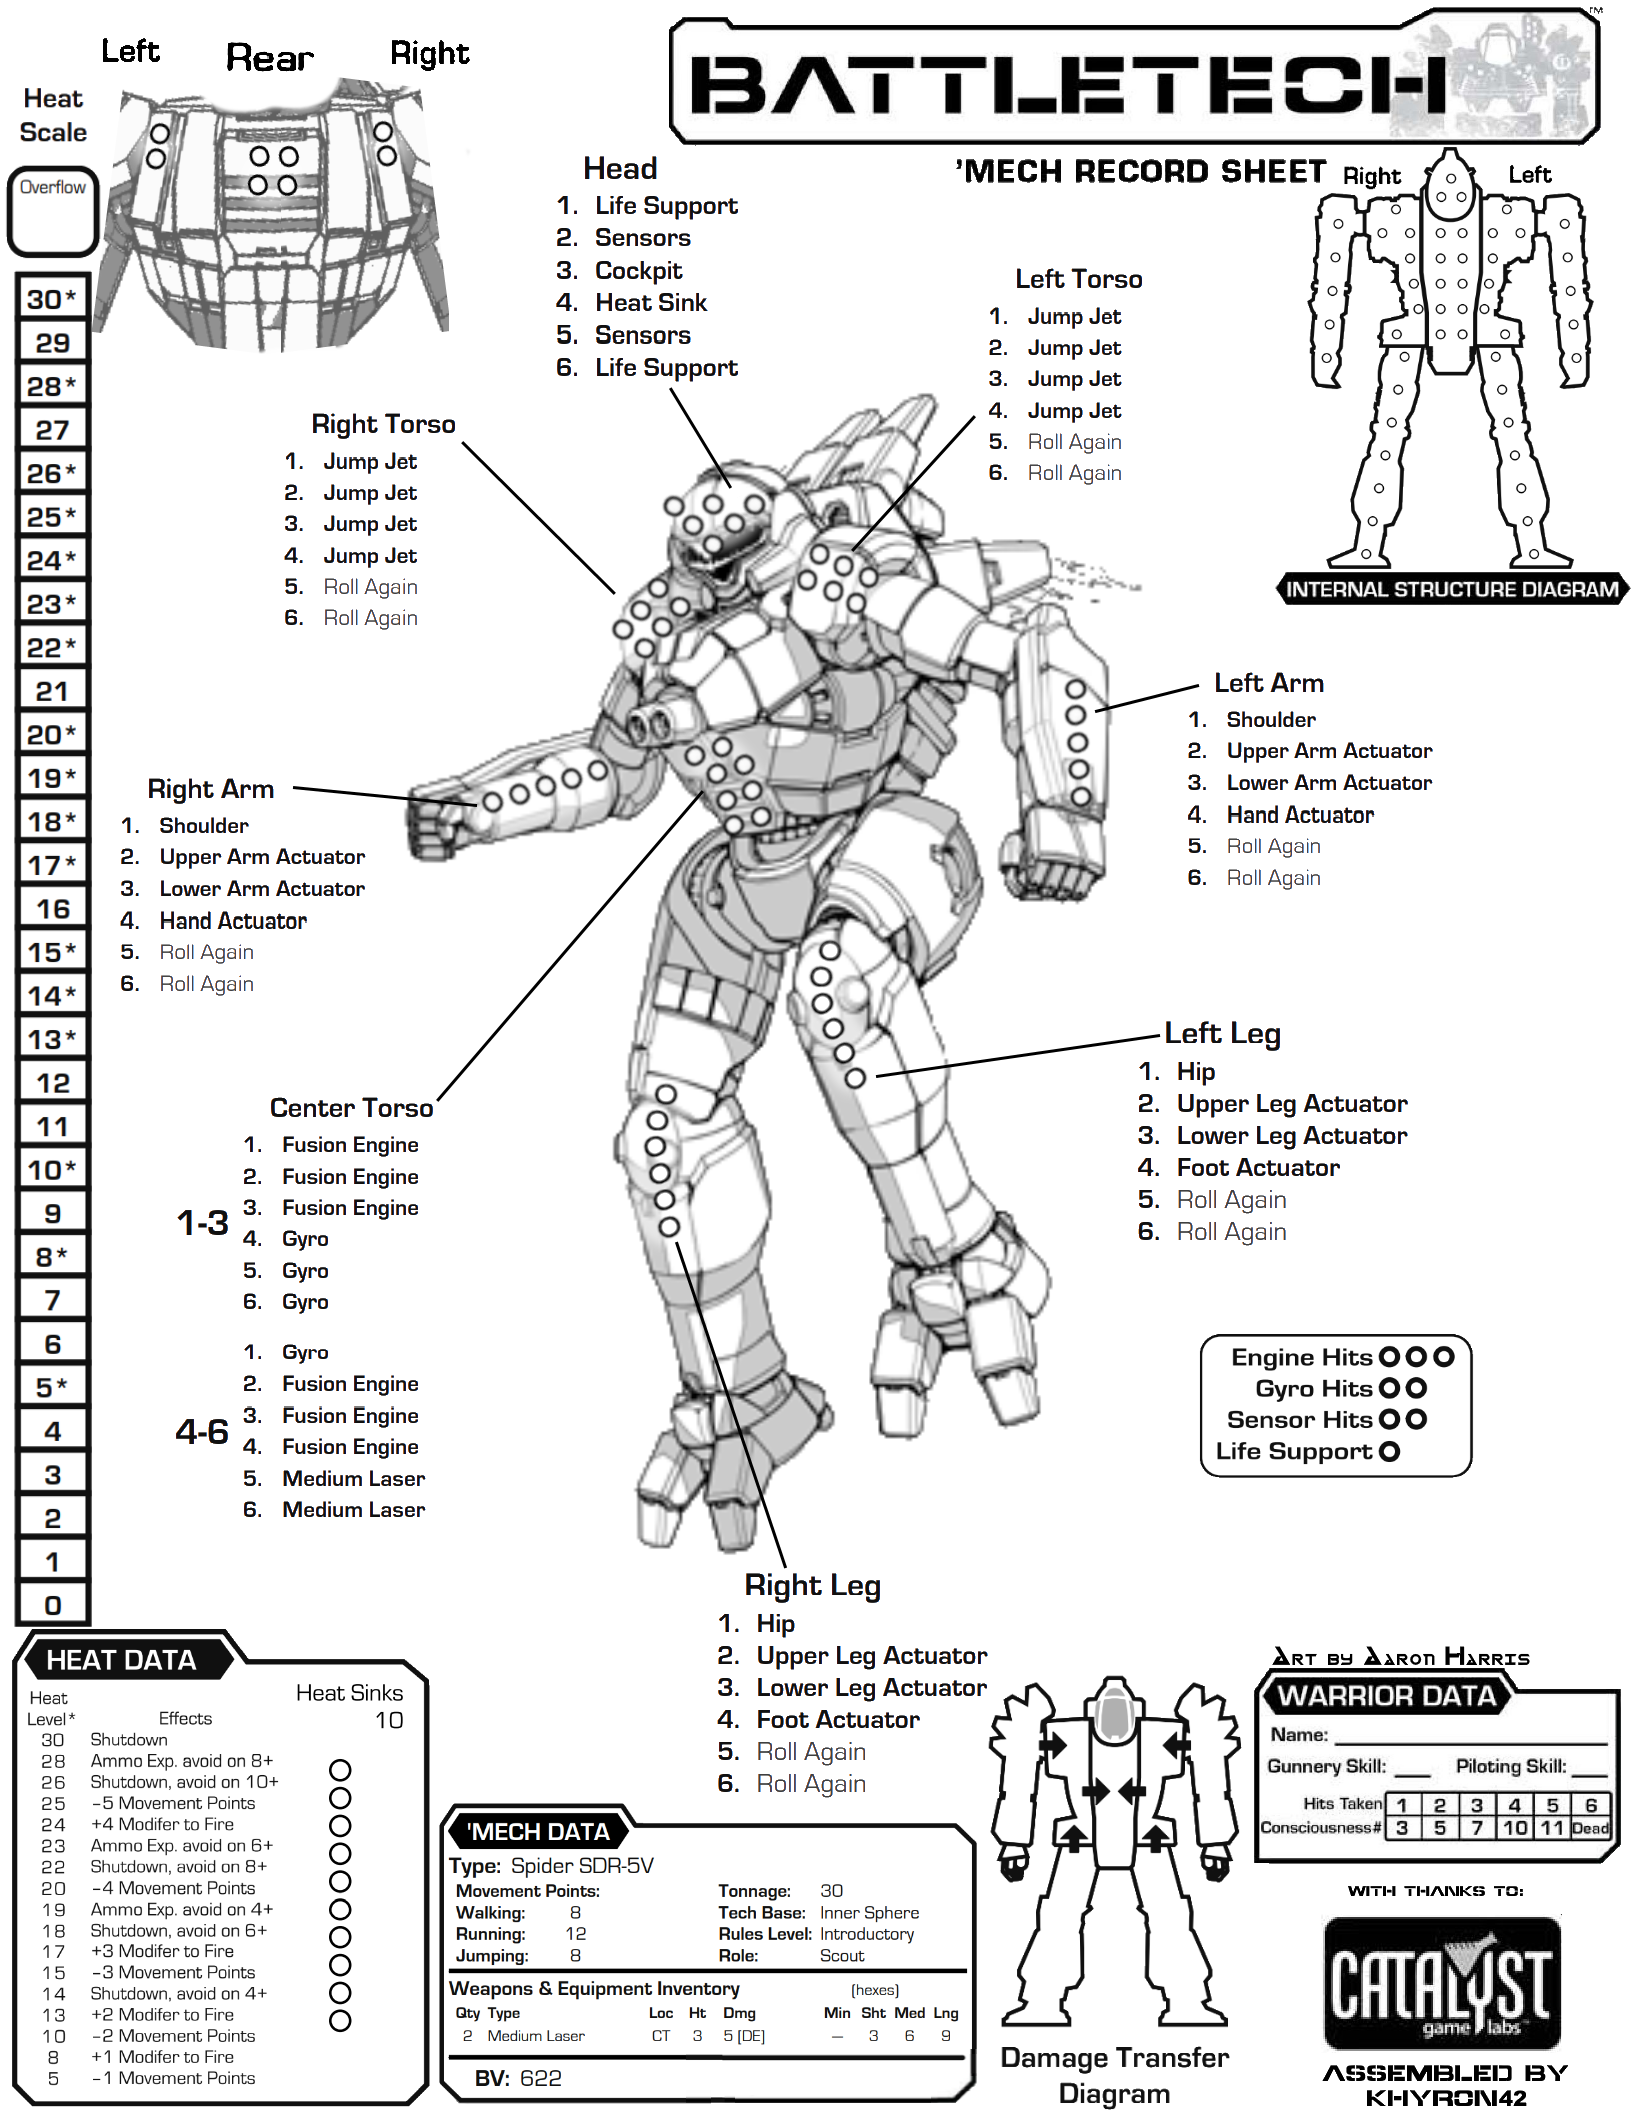 Left Rear Right
BATTLETECH
™
'MECH RECORD SHEET
Heat
Scale
Overflow
30*
29
28*
27
26*
25*
24*
23*
22*
21
20*
19*
18*
17*
16
15*
14*
13*
12
11
10*
9
8*
7
6
5*
4
3
2
1
0
Head
1. Life Support
2. Sensors
3. Cockpit
4. Heat Sink
5. Sensors
6. Life Support
Left Torso
1. Jump Jet
2. Jump Jet
3. Jump Jet
4. Jump Jet
5. Roll Again
6. Roll Again
Right Left
INTERNAL STRUCTURE DIAGRAM
Right Torso
1. Jump Jet
2. Jump Jet
3. Jump Jet
4. Jump Jet
5. Roll Again
6. Roll Again
Left Arm
1. Shoulder
2. Upper Arm Actuator
3. Lower Arm Actuator
4. Hand Actuator
5. Roll Again
6. Roll Again
Right Arm
1. Shoulder
2. Upper Arm Actuator
3. Lower Arm Actuator
4. Hand Actuator
5. Roll Again
6. Roll Again
Left Leg
1. Hip
2. Upper Leg Actuator
3. Lower Leg Actuator
4. Foot Actuator
5. Roll Again
6. Roll Again
Center Torso
1-3
1. Fusion Engine
2. Fusion Engine
3. Fusion Engine
4. Gyro
5. Gyro
6. Gyro
4-6
1. Gyro
2. Fusion Engine
3. Fusion Engine
4. Fusion Engine
5. Medium Laser
6. Medium Laser
Engine Hits
Gyro Hits
Sensor Hits
Life Support
Right Leg
1. Hip
2. Upper Leg Actuator
3. Lower Leg Actuator
4. Foot Actuator
5. Roll Again
6. Roll Again
HEAT DATA
Heat Sinks
10
Heat
Level* Effects
30 Shutdown
28 Ammo Exp. avoid on 8+
26 Shutdown, avoid on 10+
25 -5 Movement Points
24 +4 Modifer to Fire
23 Ammo Exp. avoid on 6+
22 Shutdown, avoid on 8+
20 -4 Movement Points
19 Ammo Exp. avoid on 4+
18 Shutdown, avoid on 6+
17 +3 Modifer to Fire
15 -3 Movement Points
14 Shutdown, avoid on 4+
13 +2 Modifer to Fire
10 -2 Movement Points
8 +1 Modifer to Fire
5 -1 Movement Points
'MECH DATA
Type: Spider SDR-5V
Movement Points: Tonnage: 30
Walking: 8 Tech Base: Inner Sphere
Running: 12 Rules Level: Introductory
Jumping: 8 Role: Scout
Weapons & Equipment Inventory (hexes)
Qty Type Loc Ht Dmg Min Sht Med Lng
2 Medium Laser CT 3 5 [DE] — 3 6 9
BV: 622
Damage Transfer
Diagram
ART BY AARON HARRIS
WARRIOR DATA
Name:
Gunnery Skill: Piloting Skill:
Hits Taken 1 2 3 4 5 6
Consciousness# 3 5 7 10 11 Dead
WITH THANKS TO:
CATALYST
game labs
ASSEMBLED BY
KHYRON42